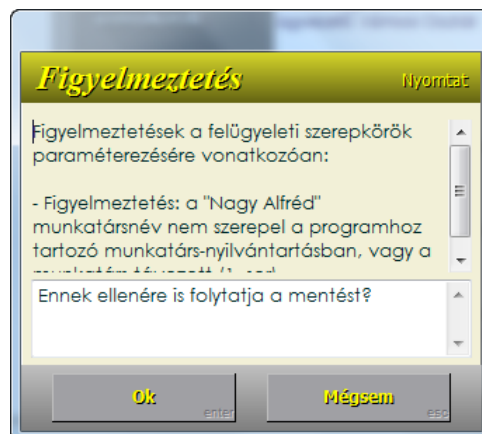 Figyelmeztetés
Nyomtat
Figyelmeztetések a felügyeleti szerepkörök
paraméterezésére vonatkozóan:
- Figyelmeztetés: a "Nagy Alfréd"
munkatársnév nem szerepel a programhoz
tartozó munkatárs-nyilvántartásban, vagy a
Ennek ellenére is folytatja a mentést?
Ok
enter
Mégsem
esc